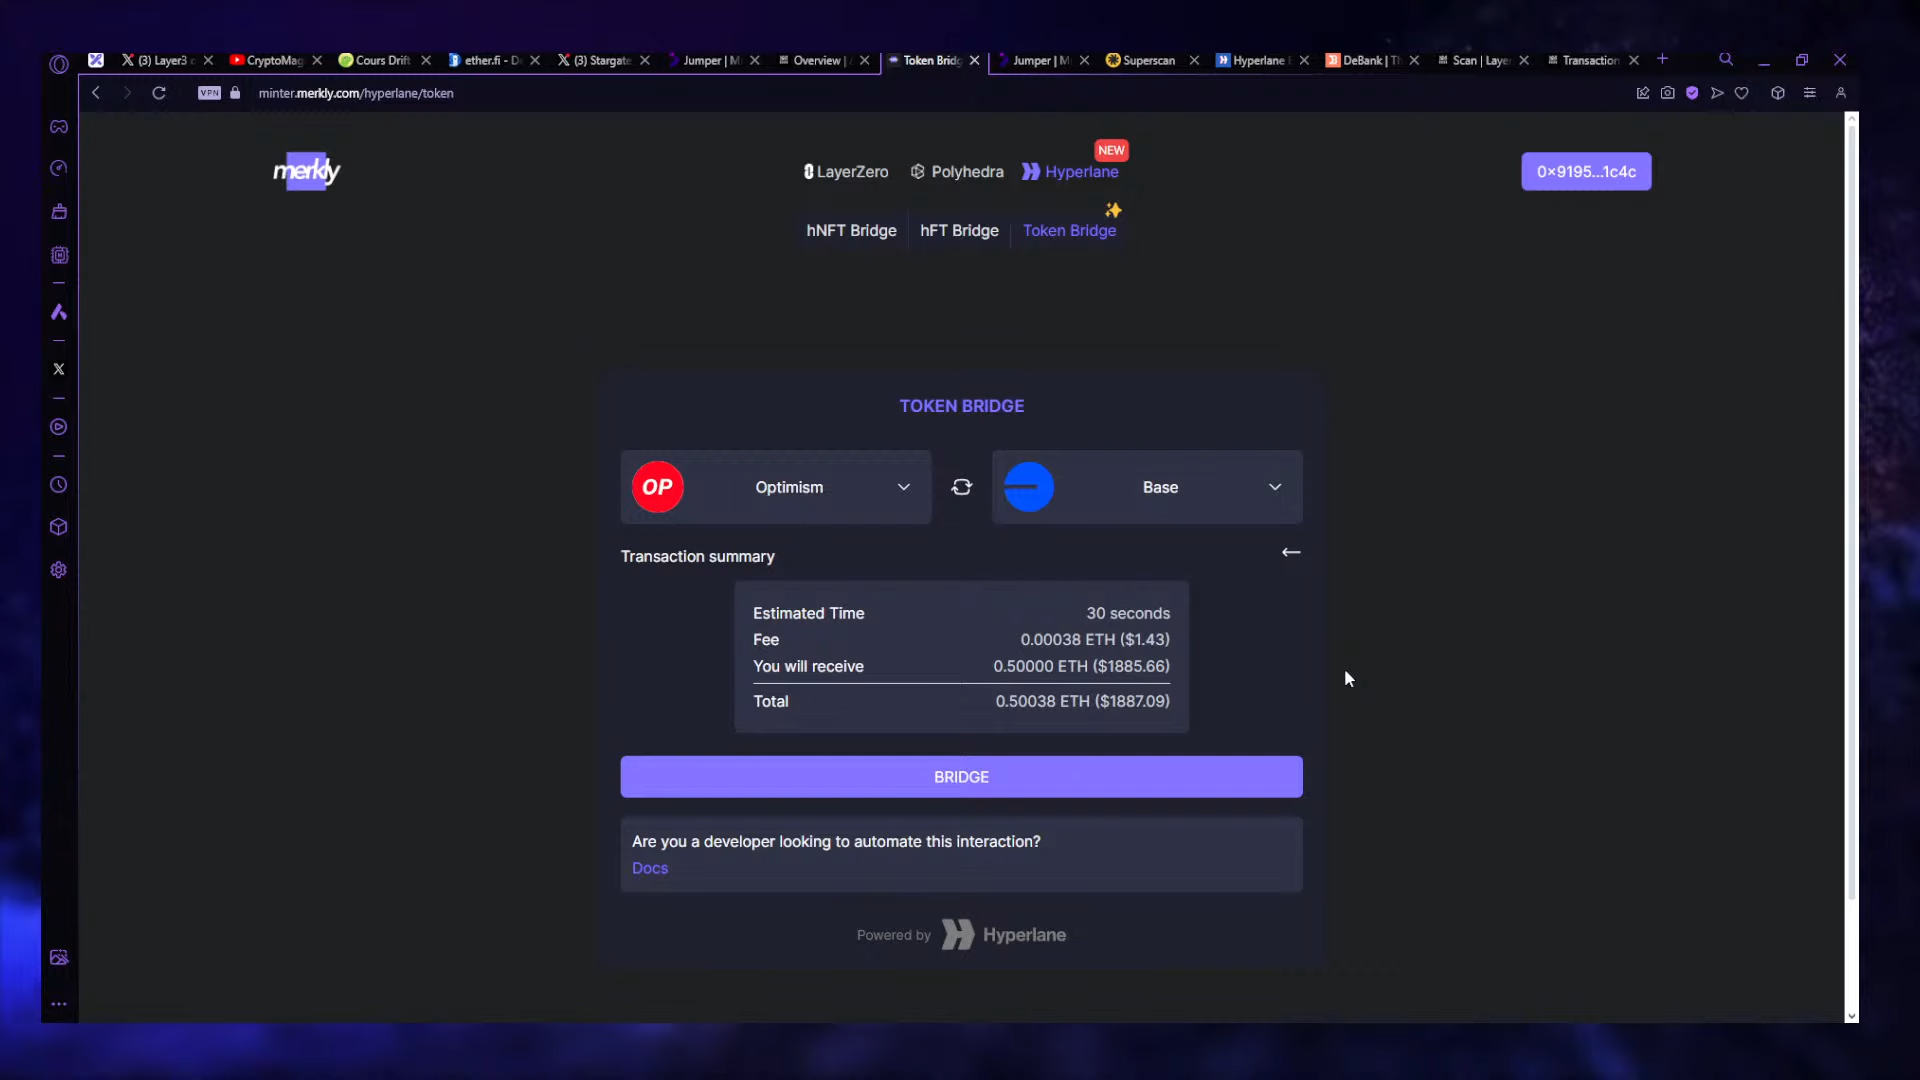 (3) Layer3 c
CryptoMag
Cours Drift
ether.fi - D
(3) Stargate
Jumper | M
Overview |
Token Bridg
Jumper | M
Superscan
Hyperlane E
DeBank | Th
Scan | Laye
Transaction
VPN
minter.merkly.com/hyperlane/token
merkly
LayerZero
Polyhedra
Hyperlane
NEW
0×9195...1c4c
hNFT Bridge
hFT Bridge
Token Bridge
TOKEN BRIDGE
OP
Optimism
Base
Transaction summary
Estimated Time 30 seconds
Fee 0.00038 ETH ($1.43)
You will receive 0.50000 ETH ($1885.66)
Total 0.50038 ETH ($1887.09)
BRIDGE
Are you a developer looking to automate this interaction?
Docs
Powered by Hyperlane